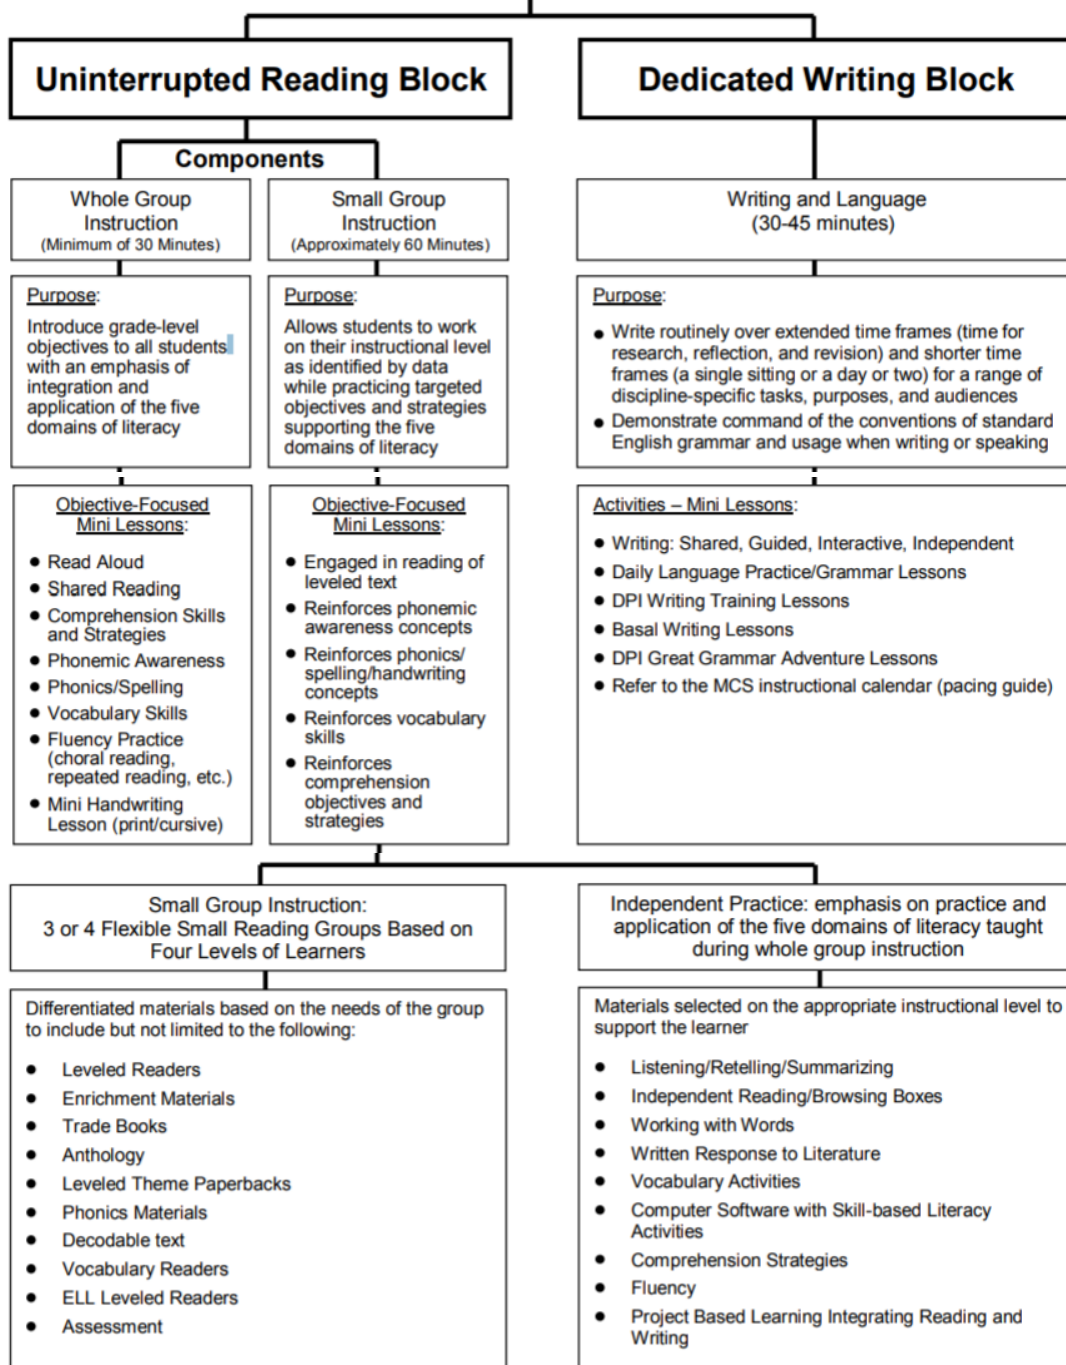 Uninterrupted Reading Block
Dedicated Writing Block
Components
Whole Group
Instruction
(Minimum of 30 Minutes)
Small Group
Instruction
(Approximately 60 Minutes)
Writing and Language
(30-45 minutes)
Purpose:
Introduce grade-level
objectives to all students
with an emphasis of
integration and
application of the five
domains of literacy
Purpose:
Allows students to work
on their instructional level
as identified by data
while practicing targeted
objectives and strategies
supporting the five
domains of literacy
Purpose:
● Write routinely over extended time frames (time for
research, reflection, and revision) and shorter time
frames (a single sitting or a day or two) for a range of
discipline-specific tasks, purposes, and audiences
● Demonstrate command of the conventions of standard
English grammar and usage when writing or speaking
Objective-Focused
Mini Lessons:
● Read Aloud
● Shared Reading
● Comprehension Skills
and Strategies
● Phonemic Awareness
● Phonics/Spelling
● Vocabulary Skills
● Fluency Practice
(choral reading,
repeated reading, etc.)
● Mini Handwriting
Lesson (print/cursive)
Objective-Focused
Mini Lessons:
● Engaged in reading of
leveled text
● Reinforces phonemic
awareness concepts
● Reinforces phonics/
spelling/handwriting
concepts
● Reinforces vocabulary
skills
● Reinforces
comprehension
objectives and
strategies
Activities – Mini Lessons:
● Writing: Shared, Guided, Interactive, Independent
● Daily Language Practice/Grammar Lessons
● DPI Writing Training Lessons
● Basal Writing Lessons
● DPI Great Grammar Adventure Lessons
● Refer to the MCS instructional calendar (pacing guide)
Small Group Instruction:
3 or 4 Flexible Small Reading Groups Based on
Four Levels of Learners
Differentiated materials based on the needs of the group
to include but not limited to the following:
● Leveled Readers
● Enrichment Materials
● Trade Books
● Anthology
● Leveled Theme Paperbacks
● Phonics Materials
● Decodable text
● Vocabulary Readers
● ELL Leveled Readers
● Assessment
Independent Practice: emphasis on practice and
application of the five domains of literacy taught
during whole group instruction
Materials selected on the appropriate instructional level to
support the learner
● Listening/Retelling/Summarizing
● Independent Reading/Browsing Boxes
● Working with Words
● Written Response to Literature
● Vocabulary Activities
● Computer Software with Skill-based Literacy
Activities
● Comprehension Strategies
● Fluency
● Project Based Learning Integrating Reading and
Writing